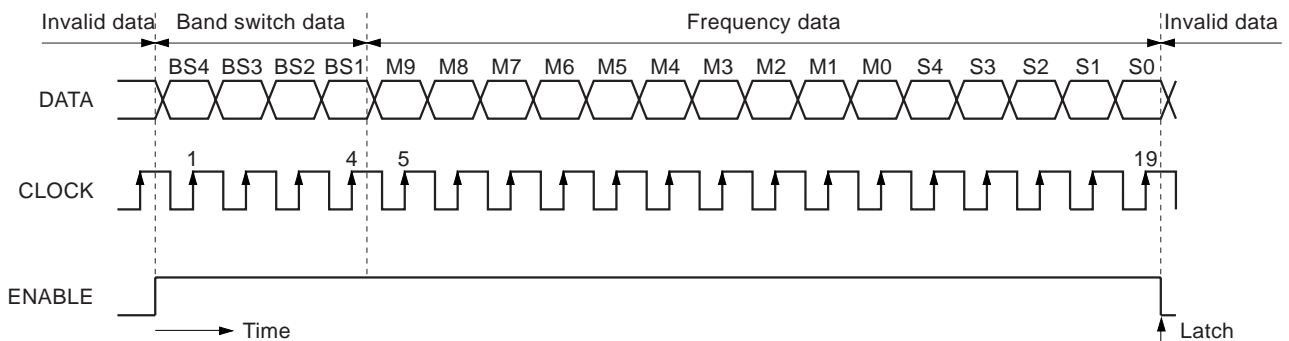 Invalid data Band switch data Frequency data Invalid data
BS4 BS3 BS2 BS1 M9 M8 M7 M6 M5 M4 M3 M2 M1 M0 S4 S3 S2 S1 S0
DATA
1 4 5 19
CLOCK
ENABLE
Time Latch